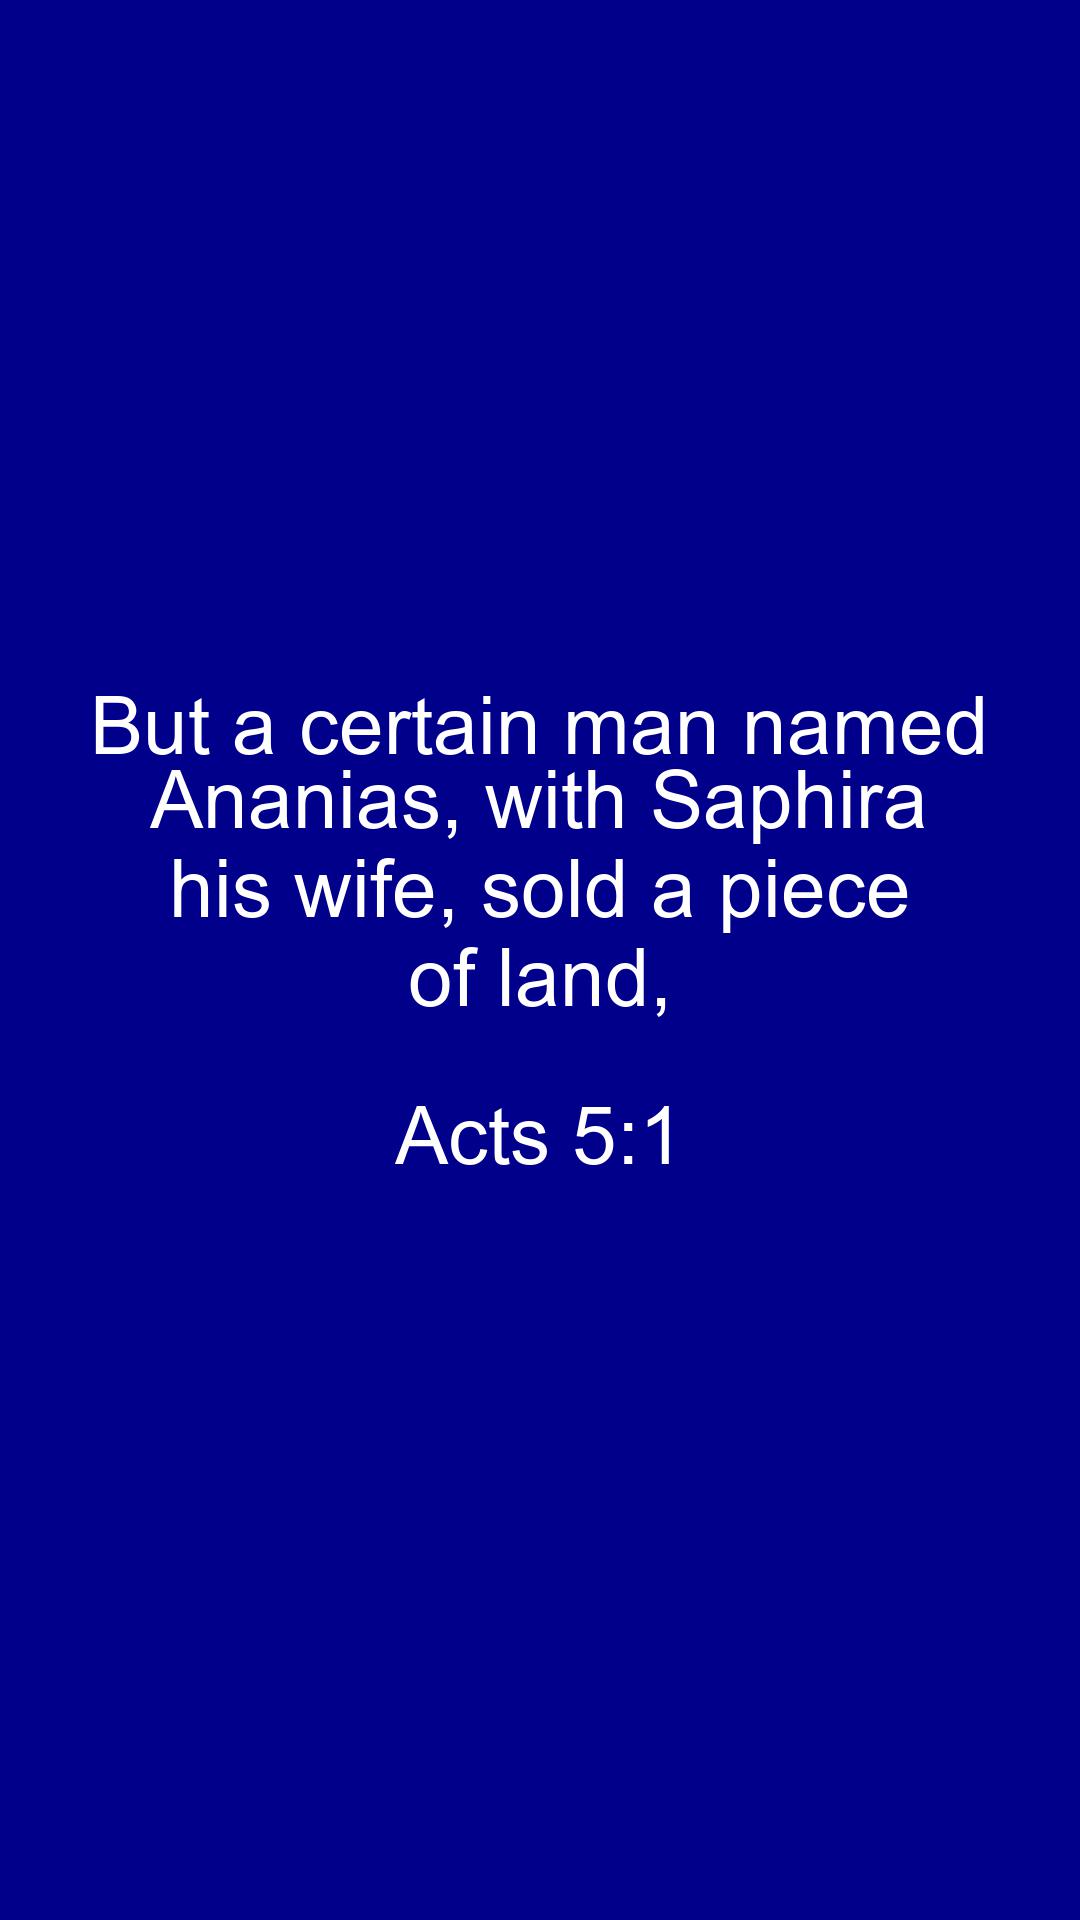 But a certain man named
Ananias, with Saphira
his wife, sold a piece
of land,
Acts 5:1